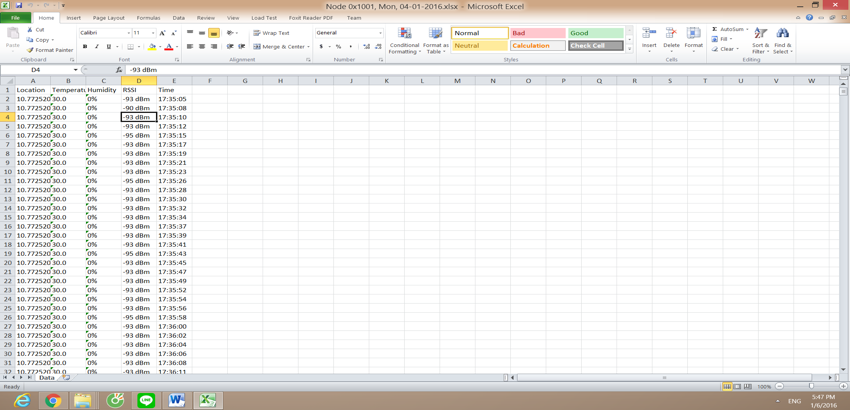 Node 0x1001, Mon, 04-01-2016.xlsx - Microsoft Excel
File Home Insert Page Layout Formulas Data Review View Load Test Foxit Reader PDF Team
Paste Cut Copy Format Painter Clipboard
Calibri 11 B I U Font
Wrap Text Merge & Center Alignment
General $ % , Number
Conditional Formatting Format as Table Normal Bad Good Neutral Calculation Check Cell Styles
Insert Delete Format Cells
AutoSum Fill Clear Sort & Filter Find & Select Editing
D4 fx -93 dBm
A B C D E F G H I J K L M N O P Q R S T U V W
1 Location Temperatu Humidity RSSI Time
2 10.772520 30.0 0% -93 dBm 17:35:05
3 10.772520 30.0 0% -90 dBm 17:35:08
4 10.772520 30.0 0% -93 dBm 17:35:10
5 10.772520 30.0 0% -93 dBm 17:35:12
6 10.772520 30.0 0% -95 dBm 17:35:15
7 10.772520 30.0 0% -93 dBm 17:35:17
8 10.772520 30.0 0% -93 dBm 17:35:19
9 10.772520 30.0 0% -93 dBm 17:35:21
10 10.772520 30.0 0% -93 dBm 17:35:23
11 10.772520 30.0 0% -95 dBm 17:35:26
12 10.772520 30.0 0% -93 dBm 17:35:28
13 10.772520 30.0 0% -93 dBm 17:35:30
14 10.772520 30.0 0% -93 dBm 17:35:32
15 10.772520 30.0 0% -93 dBm 17:35:34
16 10.772520 30.0 0% -93 dBm 17:35:37
17 10.772520 30.0 0% -93 dBm 17:35:39
18 10.772520 30.0 0% -93 dBm 17:35:41
19 10.772520 30.0 0% -95 dBm 17:35:43
20 10.772520 30.0 0% -93 dBm 17:35:45
21 10.772520 30.0 0% -93 dBm 17:35:47
22 10.772520 30.0 0% -93 dBm 17:35:49
23 10.772520 30.0 0% -93 dBm 17:35:52
24 10.772520 30.0 0% -93 dBm 17:35:54
25 10.772520 30.0 0% -93 dBm 17:35:56
26 10.772520 30.0 0% -95 dBm 17:35:58
27 10.772520 30.0 0% -93 dBm 17:36:00
28 10.772520 30.0 0% -93 dBm 17:36:02
29 10.772520 30.0 0% -93 dBm 17:36:04
30 10.772520 30.0 0% -93 dBm 17:36:06
31 10.772520 30.0 0% -93 dBm 17:36:08
32 10.772520 30.0 0% -93 dBm 17:36:11
Data
Ready 100%
LINE ENG 5:47 PM
1/6/2016